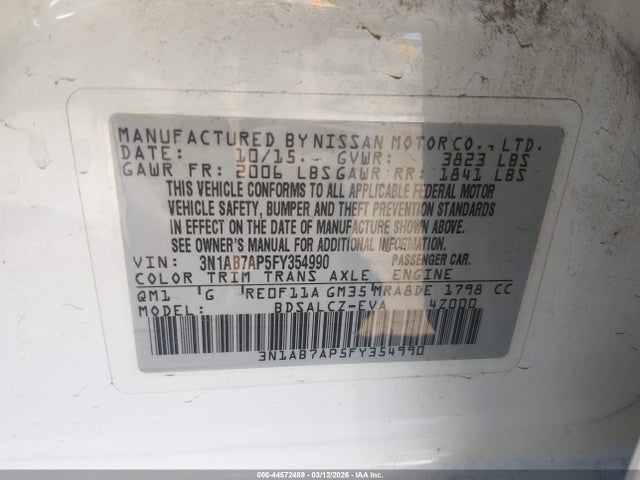 MANUFACTURED BY NISSAN MOTOR CO., LTD.
DATE: 10/15 GVWR: 3823 LBS
GAWR FR: 2006 LBS GAWR RR: 1841 LBS
THIS VEHICLE CONFORMS TO ALL APPLICABLE FEDERAL MOTOR
VEHICLE SAFETY, BUMPER AND THEFT PREVENTION STANDARDS
IN EFFECT ON THE DATE OF MANUFACTURE SHOWN ABOVE.
SEE OWNER'S MANUAL FOR ADDITIONAL INFORMATION.
VIN: 3N1AB7AP5FY354990 PASSENGER CAR.
COLOR TRIM TRANS AXLE ENGINE
QM1 G RE0F11A GM35 MRA8DE 1798 CC
MODEL: BDSALCZ-EVA 4Z000
3N1AB7AP5FY354990
000-44572489 - 03/12/2026 - IAA, Copyright